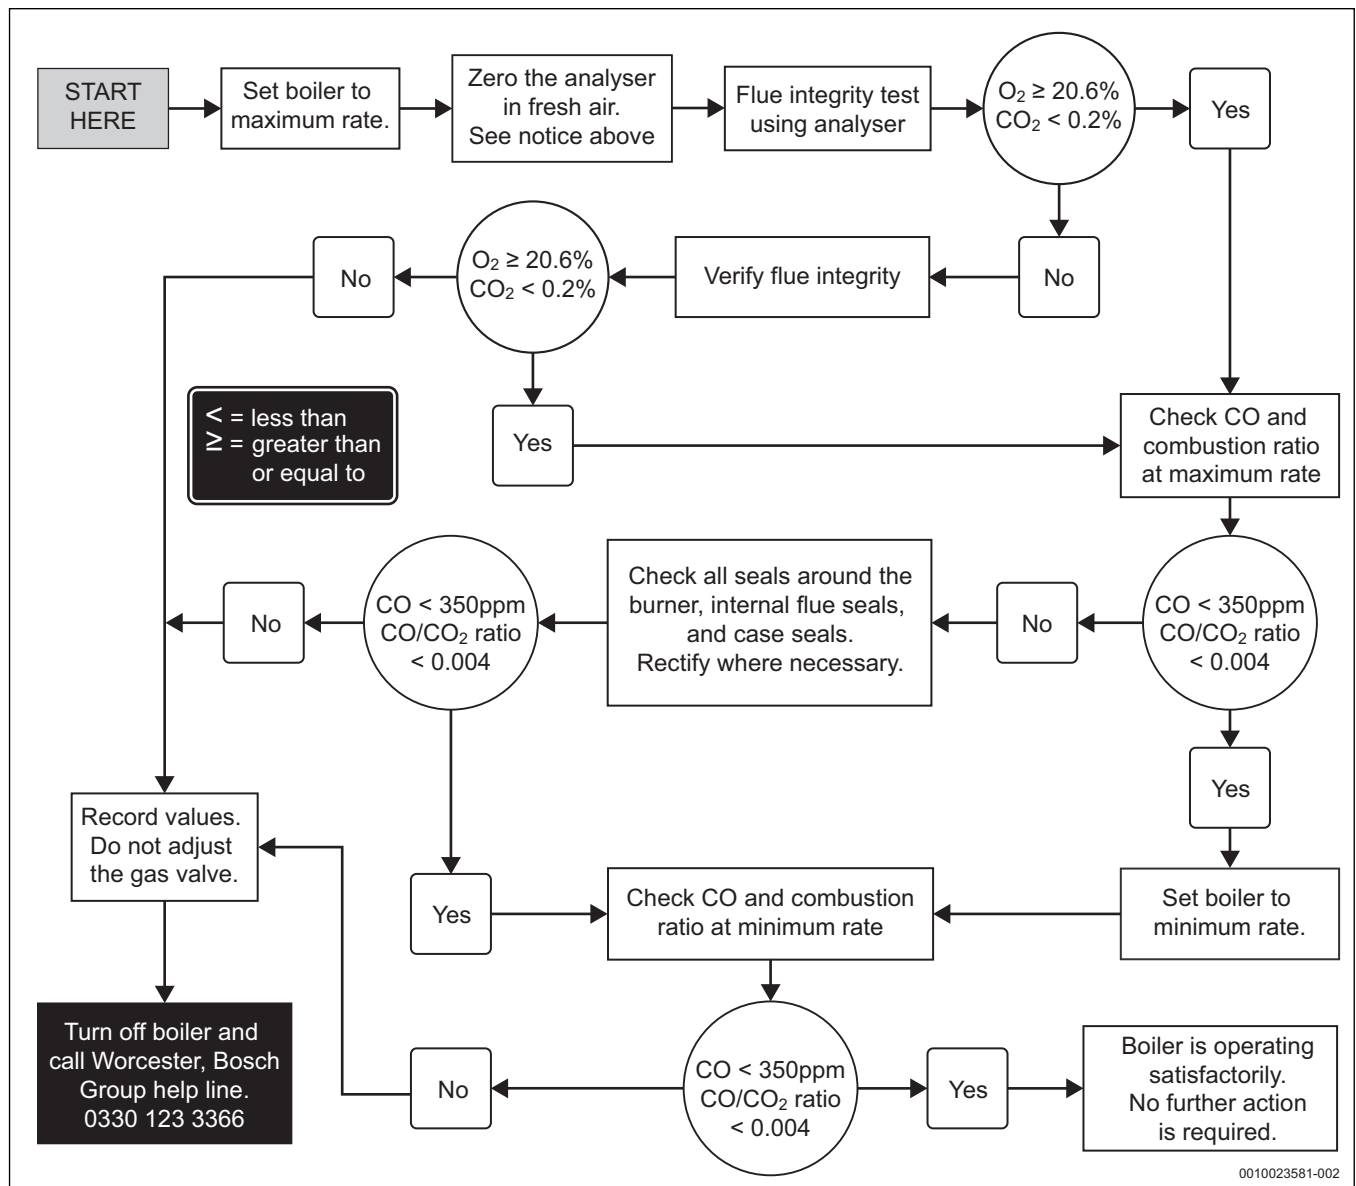 START
HERE
Set boiler to
maximum rate.
Zero the analyser
in fresh air.
See notice above
Flue integrity test
using analyser
O₂ ≥ 20.6%
CO₂ < 0.2%
Yes
No
O₂ ≥ 20.6%
CO₂ < 0.2%
Verify flue integrity
No
< = less than
≥ = greater than
or equal to
Yes
Check CO and
combustion ratio
at maximum rate
No
CO < 350ppm
CO/CO₂ ratio
< 0.004
Check all seals around the
burner, internal flue seals,
and case seals.
Rectify where necessary.
No
CO < 350ppm
CO/CO₂ ratio
< 0.004
Yes
Record values.
Do not adjust
the gas valve.
Yes
Check CO and combustion
ratio at minimum rate
Set boiler to
minimum rate.
Turn off boiler and
call Worcester, Bosch
Group help line.
0330 123 3366
No
CO < 350ppm
CO/CO₂ ratio
< 0.004
Yes
Boiler is operating
satisfactorily.
No further action
is required.
0010023581-002